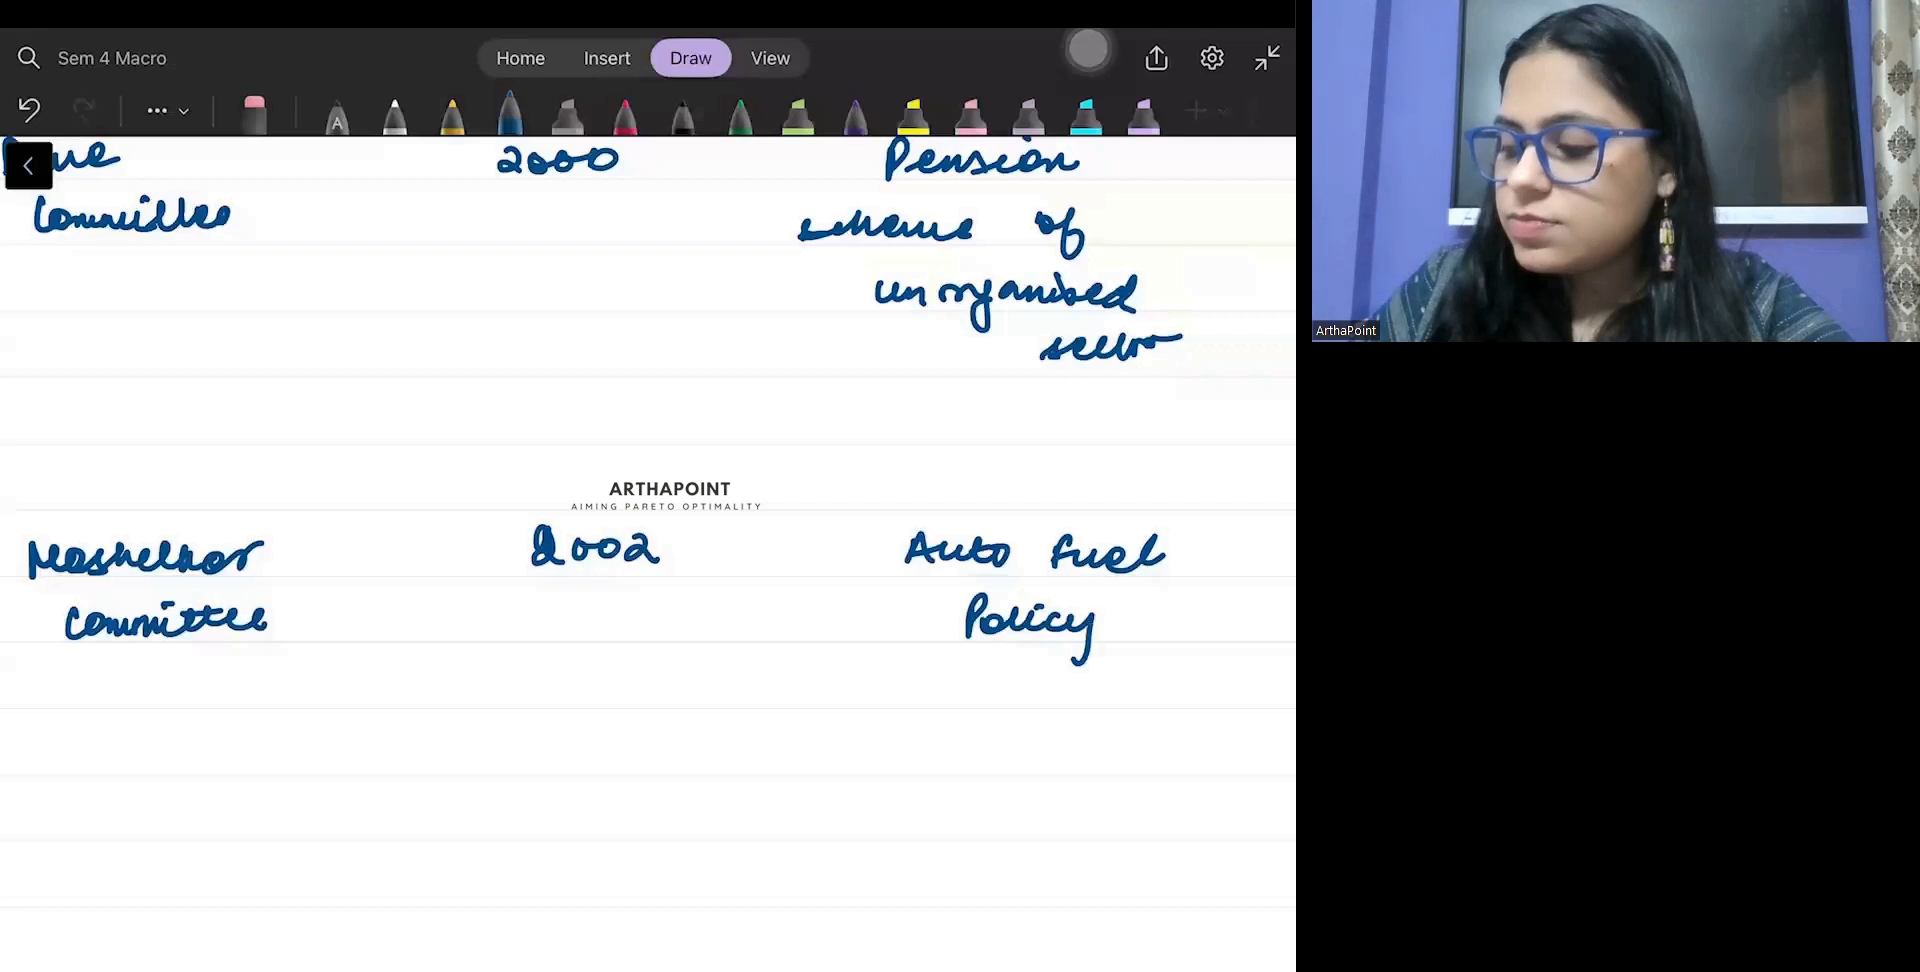 Sem 4 Macro
Home Insert Draw View
A
2000 Pension
Committee
scheme of
unorganised
sector
ArthaPoint
ARTHAPOINT
AIMING PARETO OPTIMALITY
Mashelkar 2002 Auto Fuel
Committee Policy